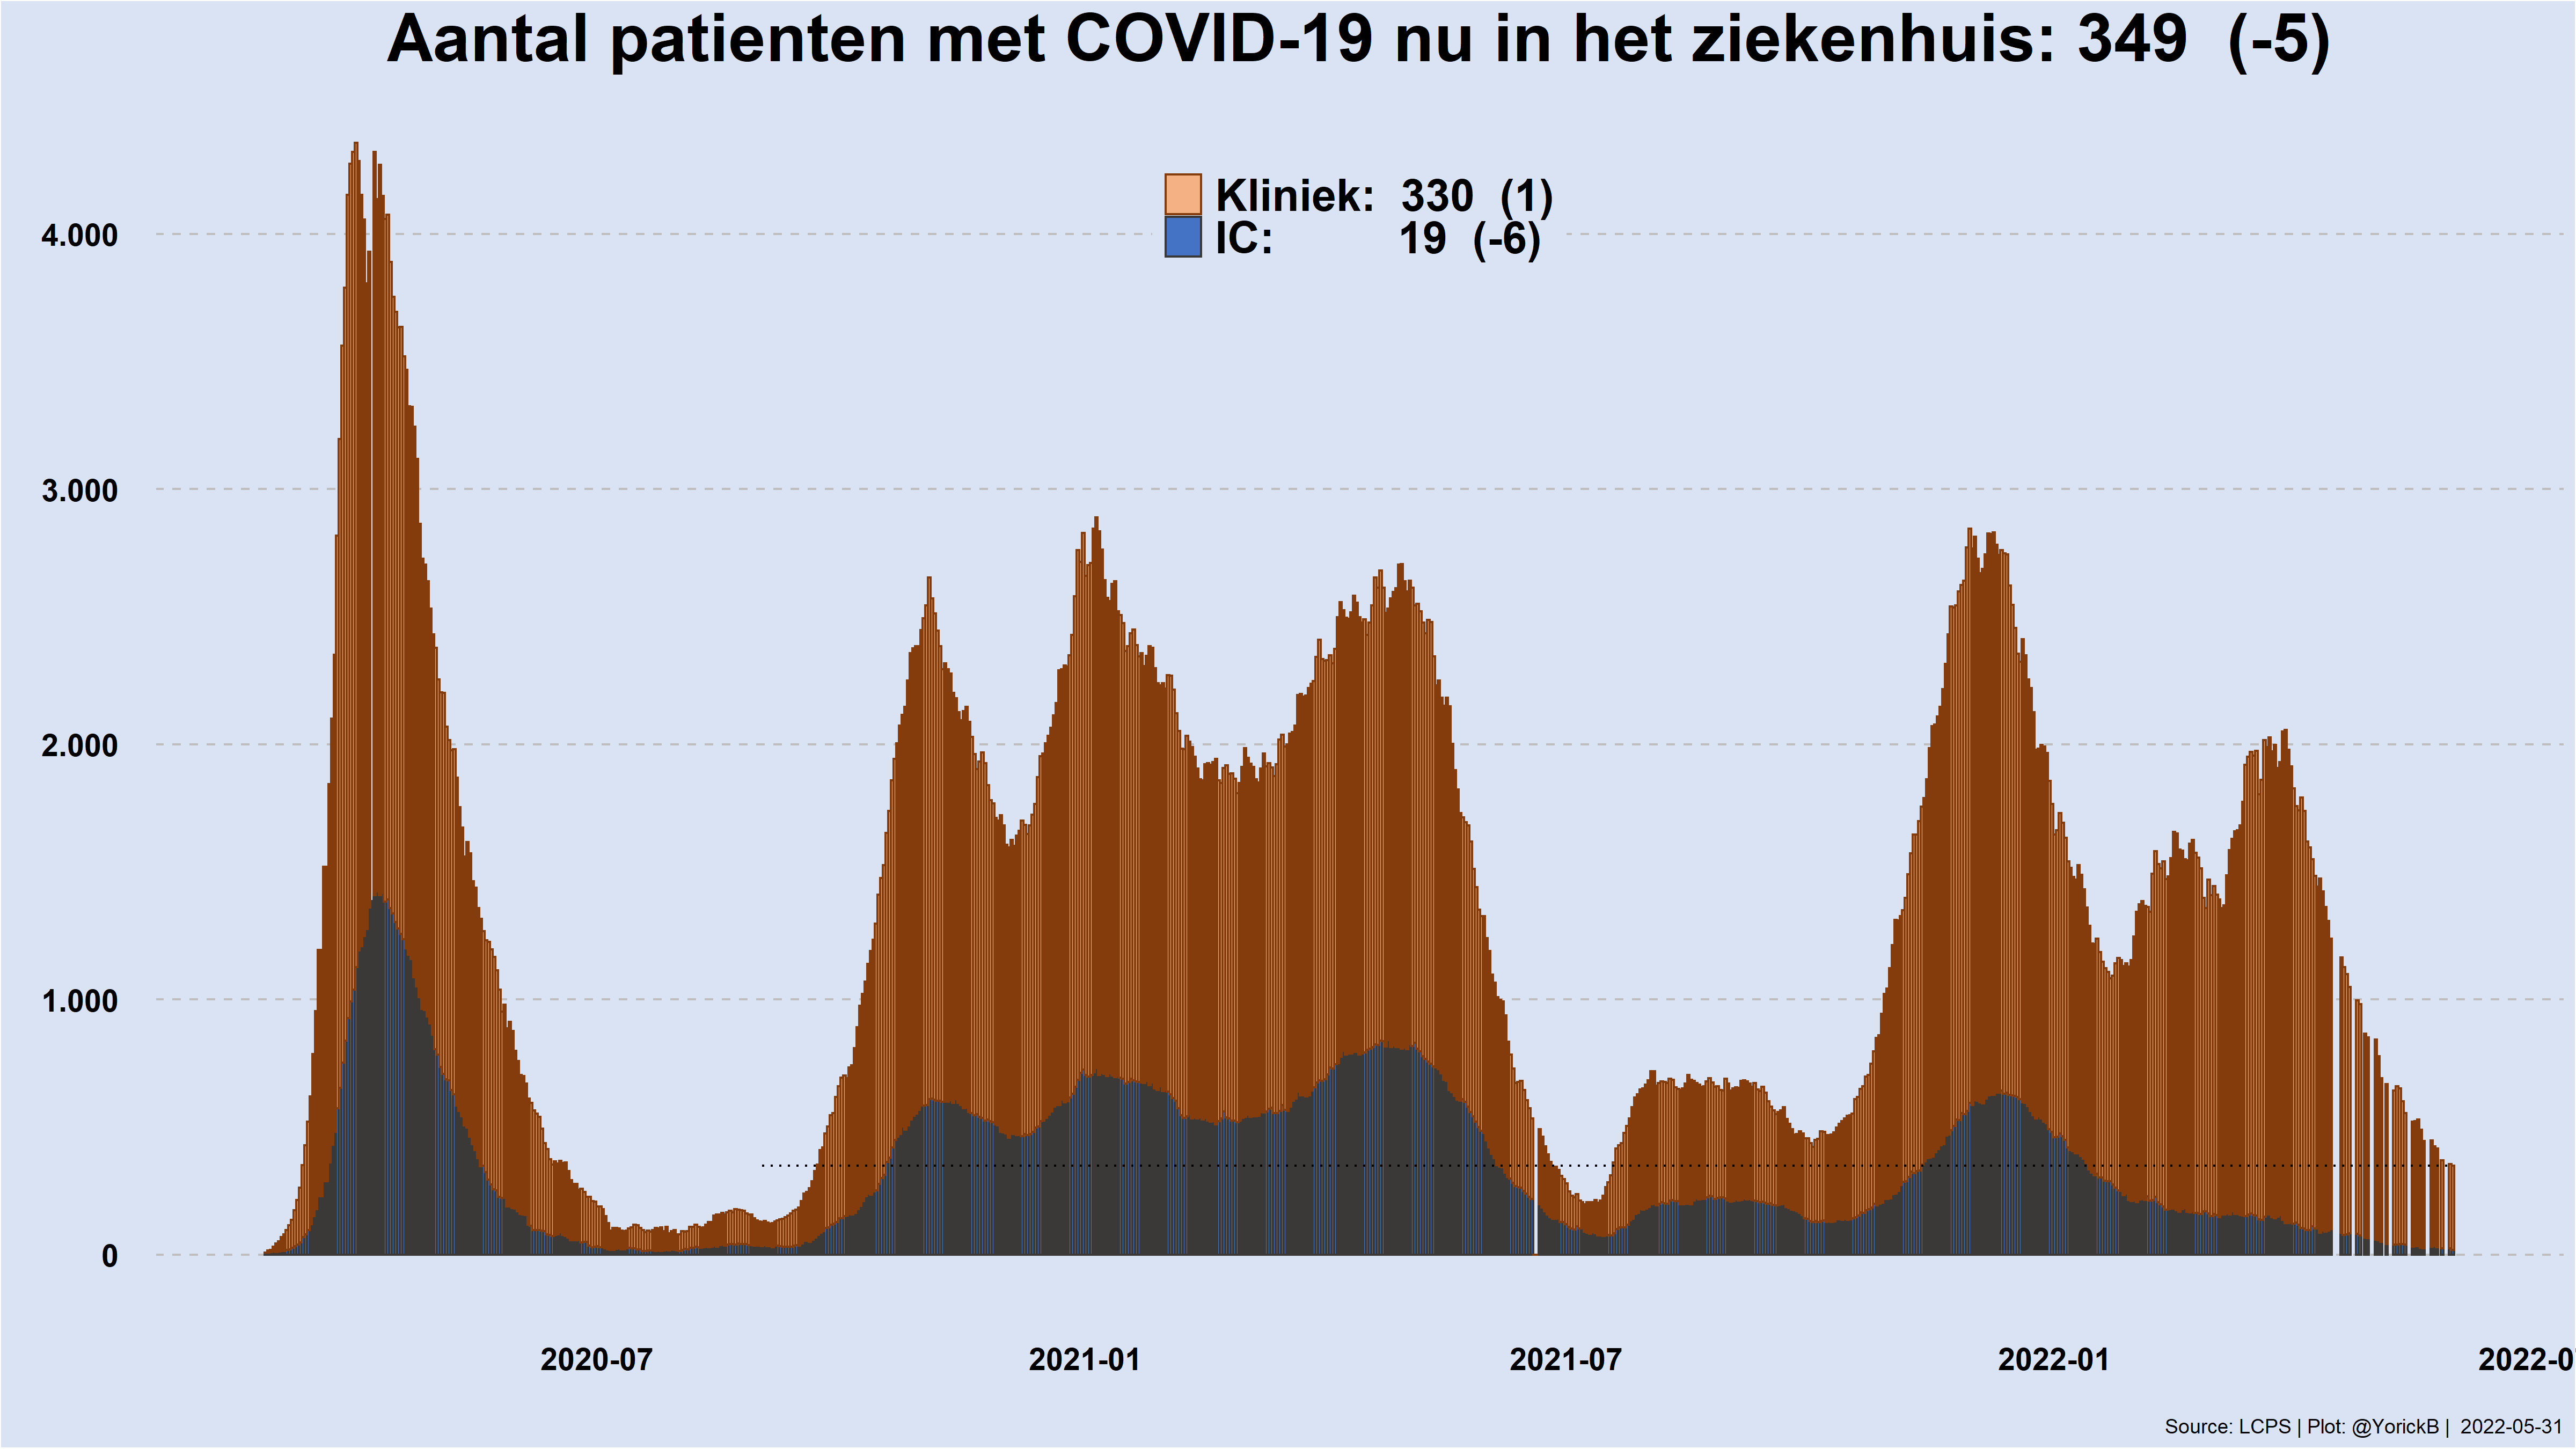 Aantal patienten met COVID-19 nu in het ziekenhuis: 349 (-5)
Kliniek: 330 (1)
IC: 19 (-6)
4.000
3.000
2.000
1.000
0
2020-07 2021-01 2021-07 2022-01 2022-0
Source: LCPS | Plot: @YorickB | 2022-05-31